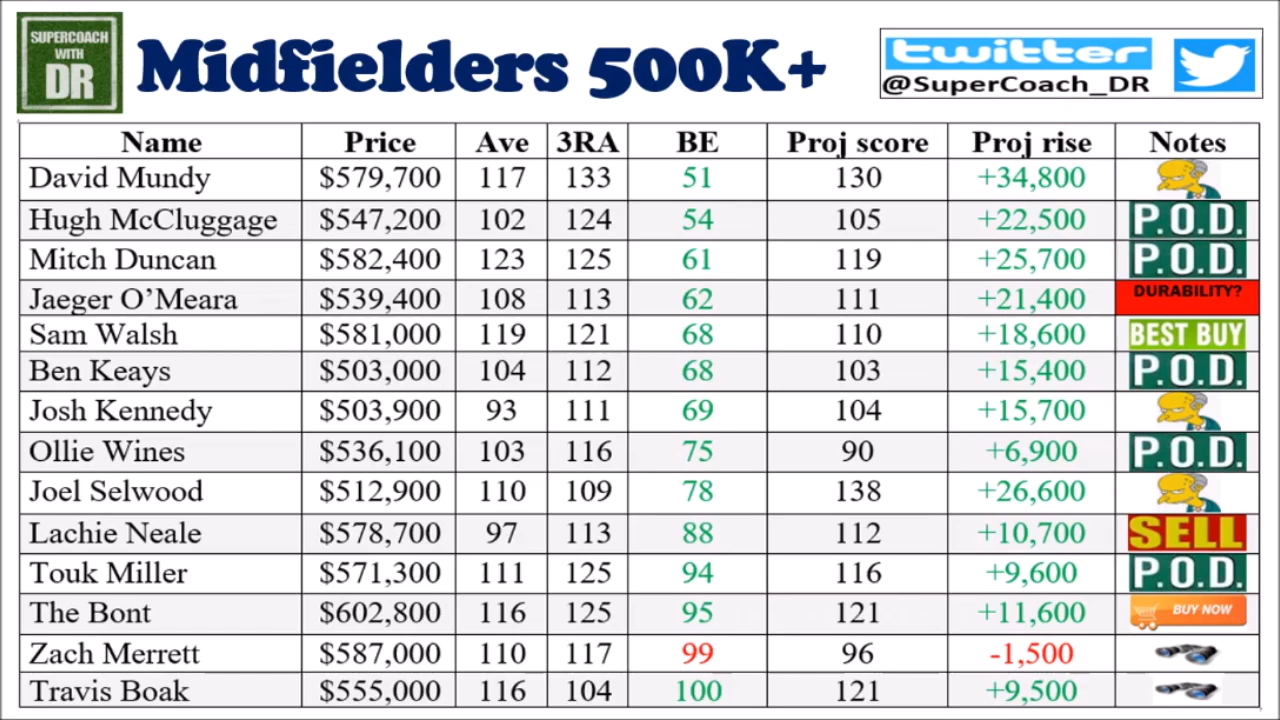 SUPERCOACH
WITH
DR
Midfielders 500K+
twitter
@SuperCoach_DR
Name Price Ave 3RA BE Proj score Proj rise Notes
David Mundy $579,700 117 133 51 130 +34,800
Hugh McCluggage $547,200 102 124 54 105 +22,500 P.O.D.
Mitch Duncan $582,400 123 125 61 119 +25,700 P.O.D.
Jaeger O’Meara $539,400 108 113 62 111 +21,400 DURABILITY?
Sam Walsh $581,000 119 121 68 110 +18,600 BEST BUY
Ben Keays $503,000 104 112 68 103 +15,400 P.O.D.
Josh Kennedy $503,900 93 111 69 104 +15,700
Ollie Wines $536,100 103 116 75 90 +6,900 P.O.D.
Joel Selwood $512,900 110 109 78 138 +26,600
Lachie Neale $578,700 97 113 88 112 +10,700 SELL
Touk Miller $571,300 111 125 94 116 +9,600 P.O.D.
The Bont $602,800 116 125 95 121 +11,600 BUY NOW
Zach Merrett $587,000 110 117 99 96 -1,500
Travis Boak $555,000 116 104 100 121 +9,500